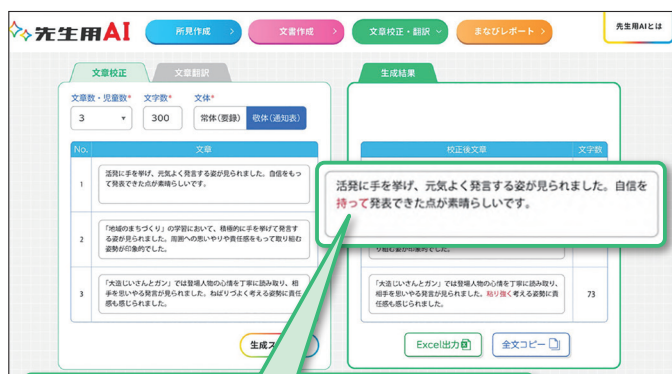 先生用AI
所見作成 >
文書作成 >
文章校正・翻訳
まなびレポート >
先生用AIとは
文章校正
文章翻訳
生成結果
文章数・児童数* 文字数* 文体*
3 300 常体(要録) 敬体(通知表)
No. 文章
校正後文章 文字数
1
活発に手を挙げ、元気よく発言する姿が見られました。自信をもっ
て発表できた点が素晴らしいです。
活発に手を挙げ、元気よく発言する姿が見られました。自信を
持って発表できた点が素晴らしいです。
2
「地域のまちづくり」の学習において、積極的に手を挙げて発言す
る姿が見られました。周囲への思いやりや責任感をもって取り組む
姿勢が印象的でした。
り組む姿勢が印象的でした。
3
「大造じいさんとガン」では登場人物の心情を丁寧に読み取り、相
手を思いやる発言が見られました。ねばりづよく考える姿勢に責任
感も感じられました。
「大造じいさんとガン」では登場人物の心情を丁寧に読み取り、
相手を思いやる発言が見られました。粘り強く考える姿勢に責
任感も感じられました。
73
生成ス
Excel出力
全文コピー